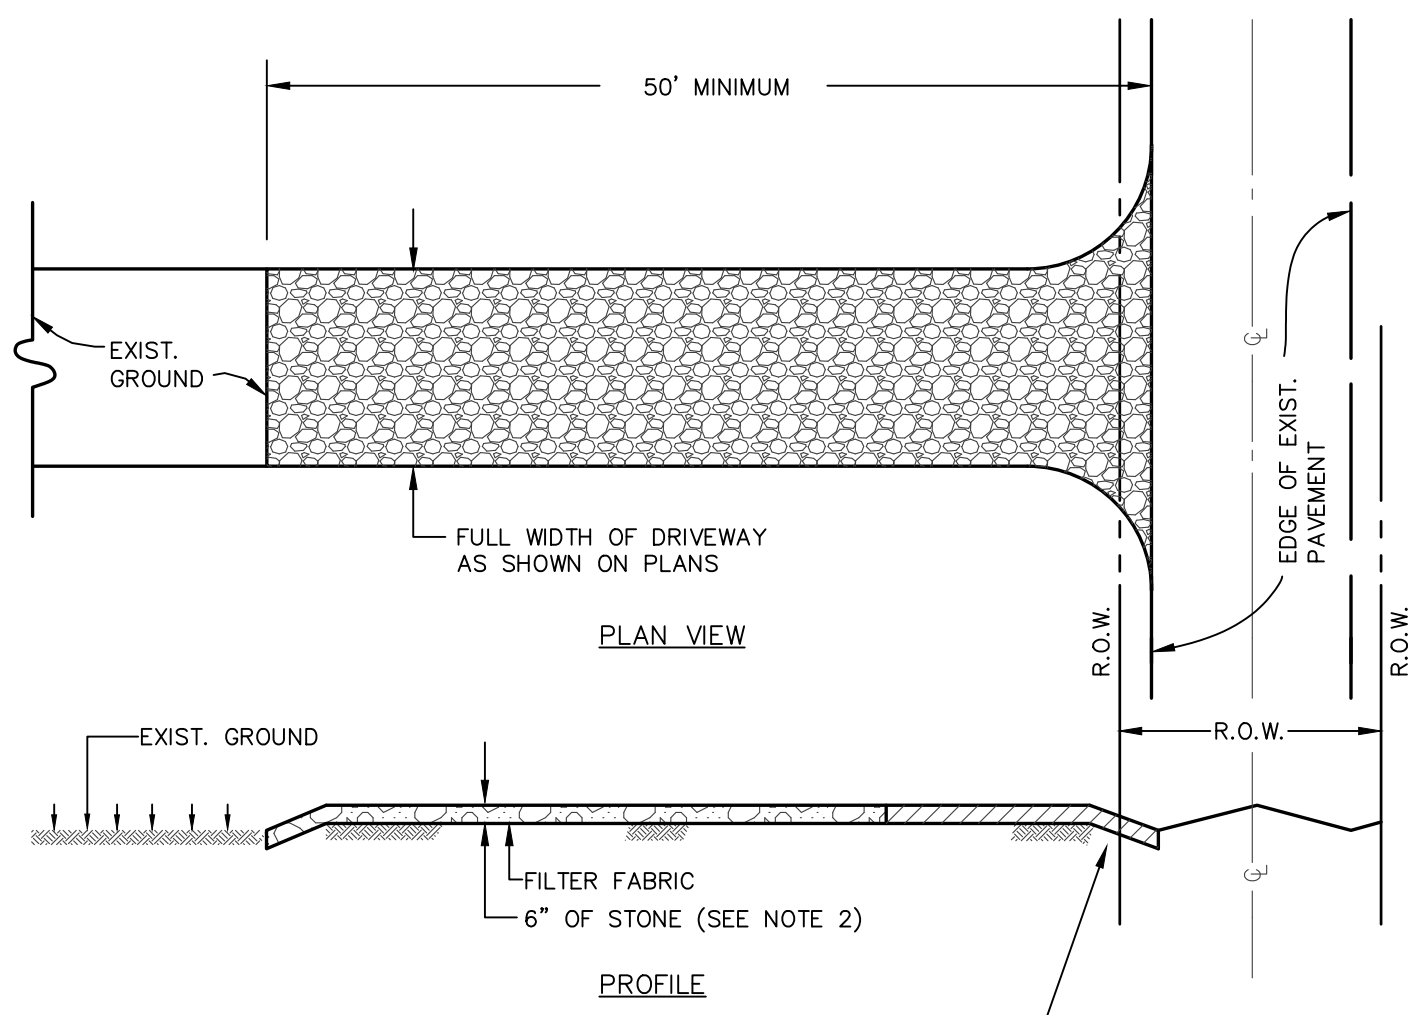 50' MINIMUM
EXIST.
GROUND
FULL WIDTH OF DRIVEWAY
AS SHOWN ON PLANS
PLAN VIEW
℄
EDGE OF EXIST.
PAVEMENT
R.O.W.
R.O.W.
R.O.W.
EXIST. GROUND
℄
FILTER FABRIC
6" OF STONE (SEE NOTE 2)
PROFILE